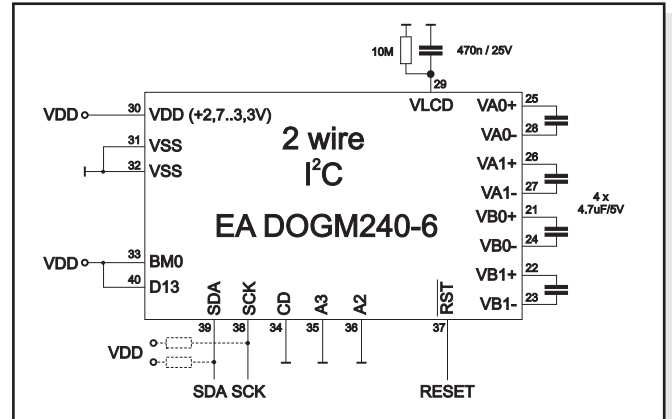 10M
470n / 25V
29
VLCD
VDD
30
VDD (+2,7..3,3V)
31
VSS
32
VSS
2 wire
I²C
EA DOGM240-6
VA0+
25
VA0-
28
VA1+
26
VA1-
27
VB0+
21
VB0-
24
VB1+
22
VB1-
23
4 x
4.7uF/5V
VDD
33
BM0
40
D13
SDA
SCK
CD
A3
A2
RST
39
38
34
35
36
37
VDD
SDA SCK
RESET